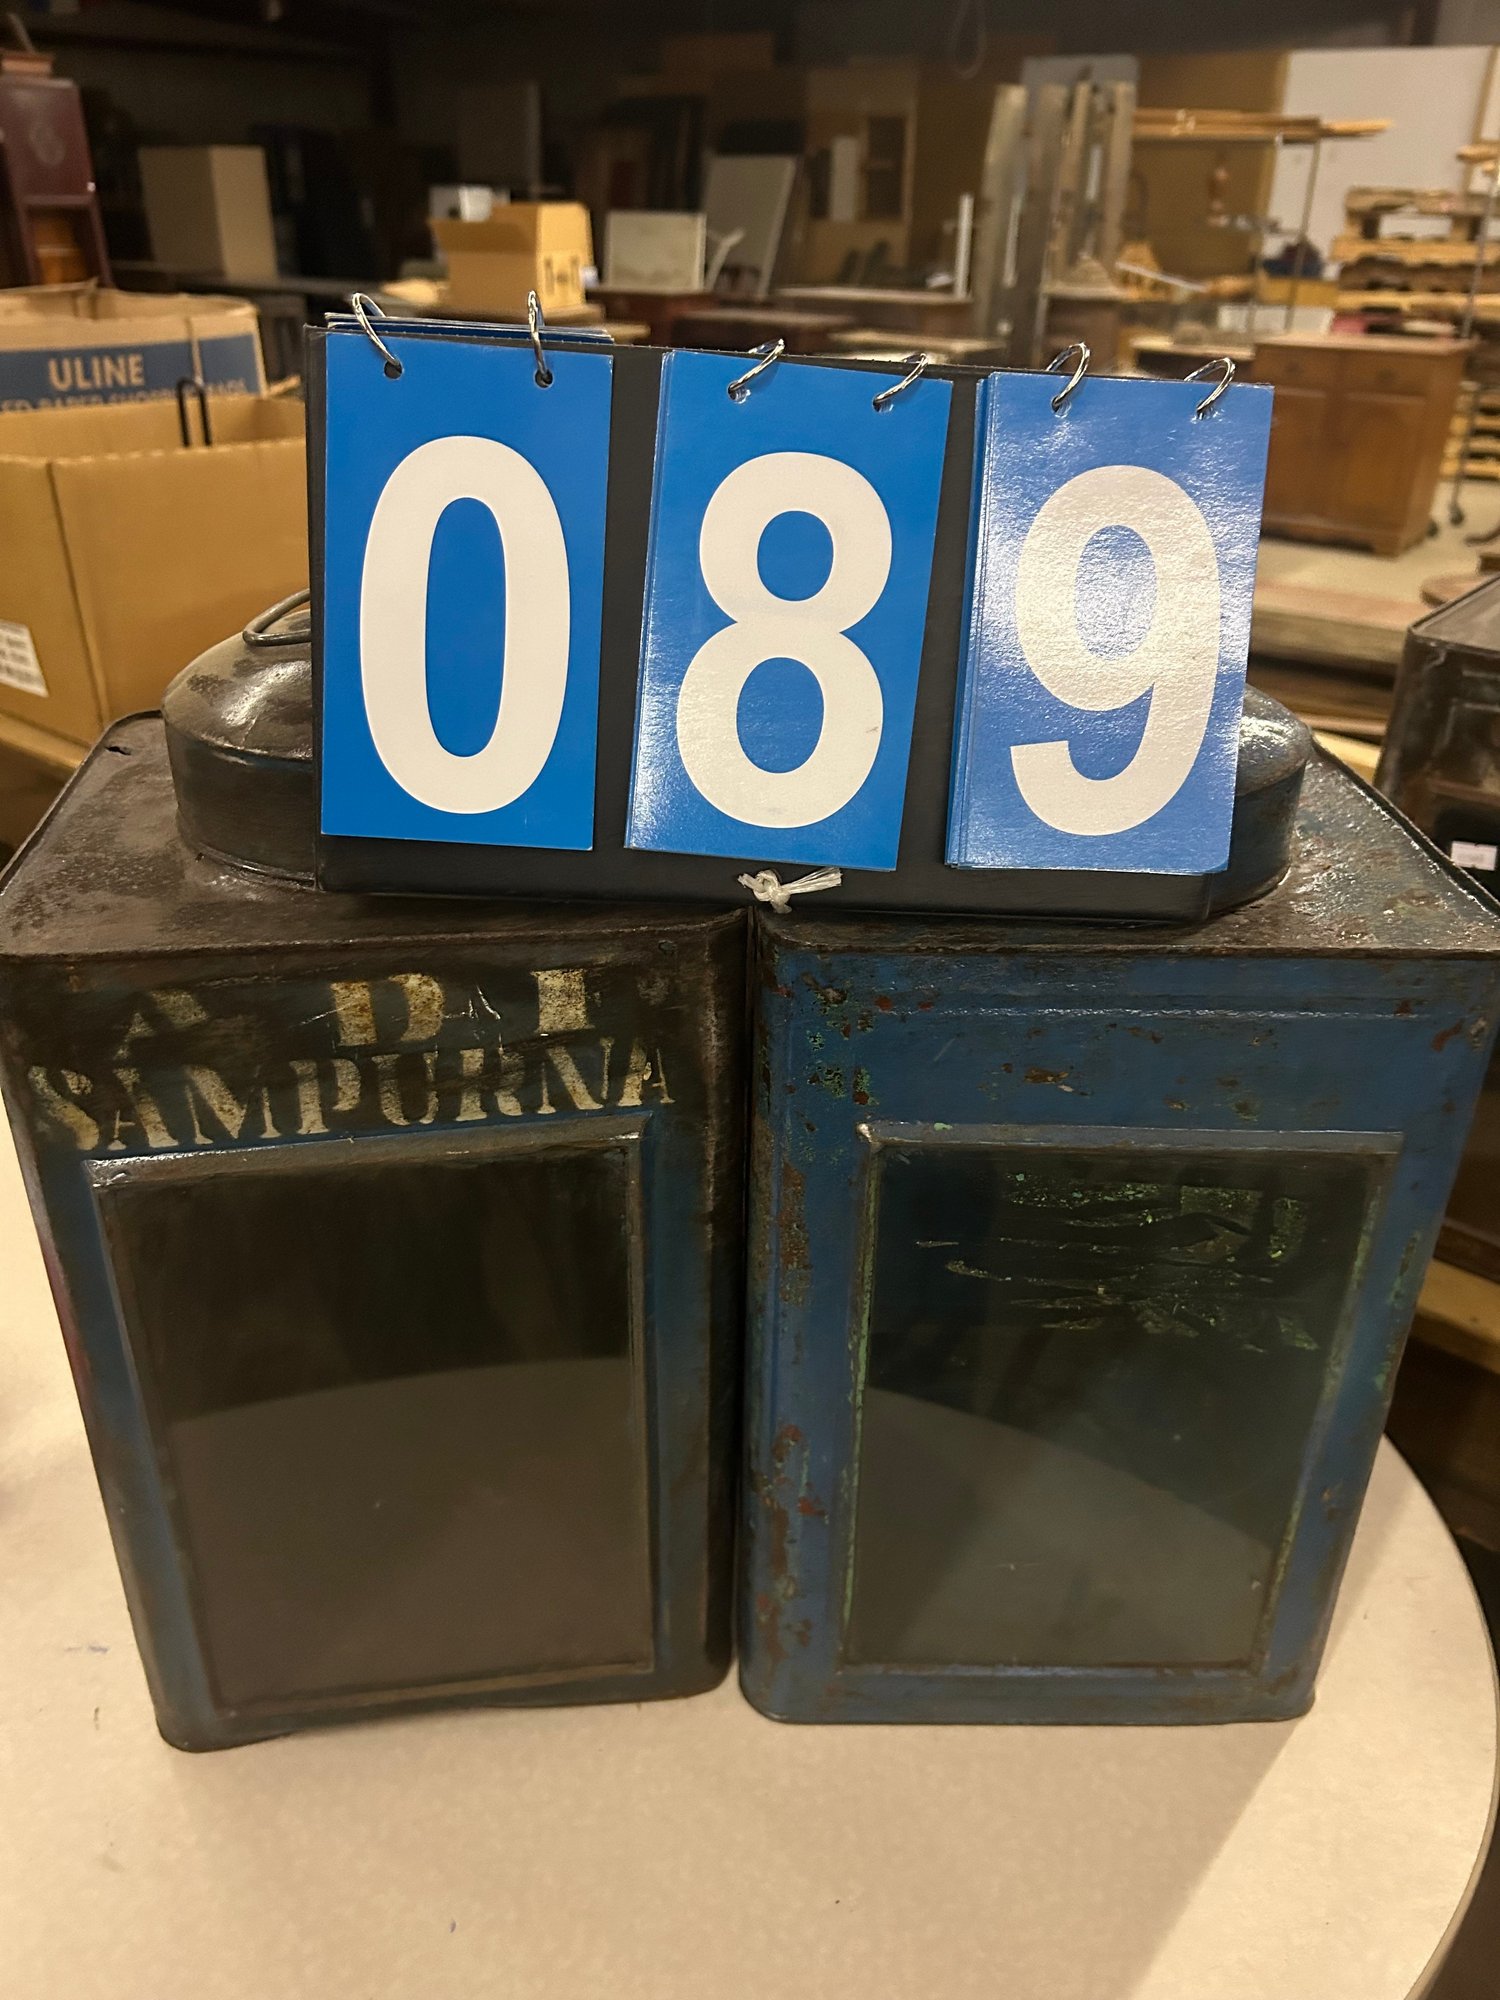 ULINE
089
A D. I
SAMPURNA